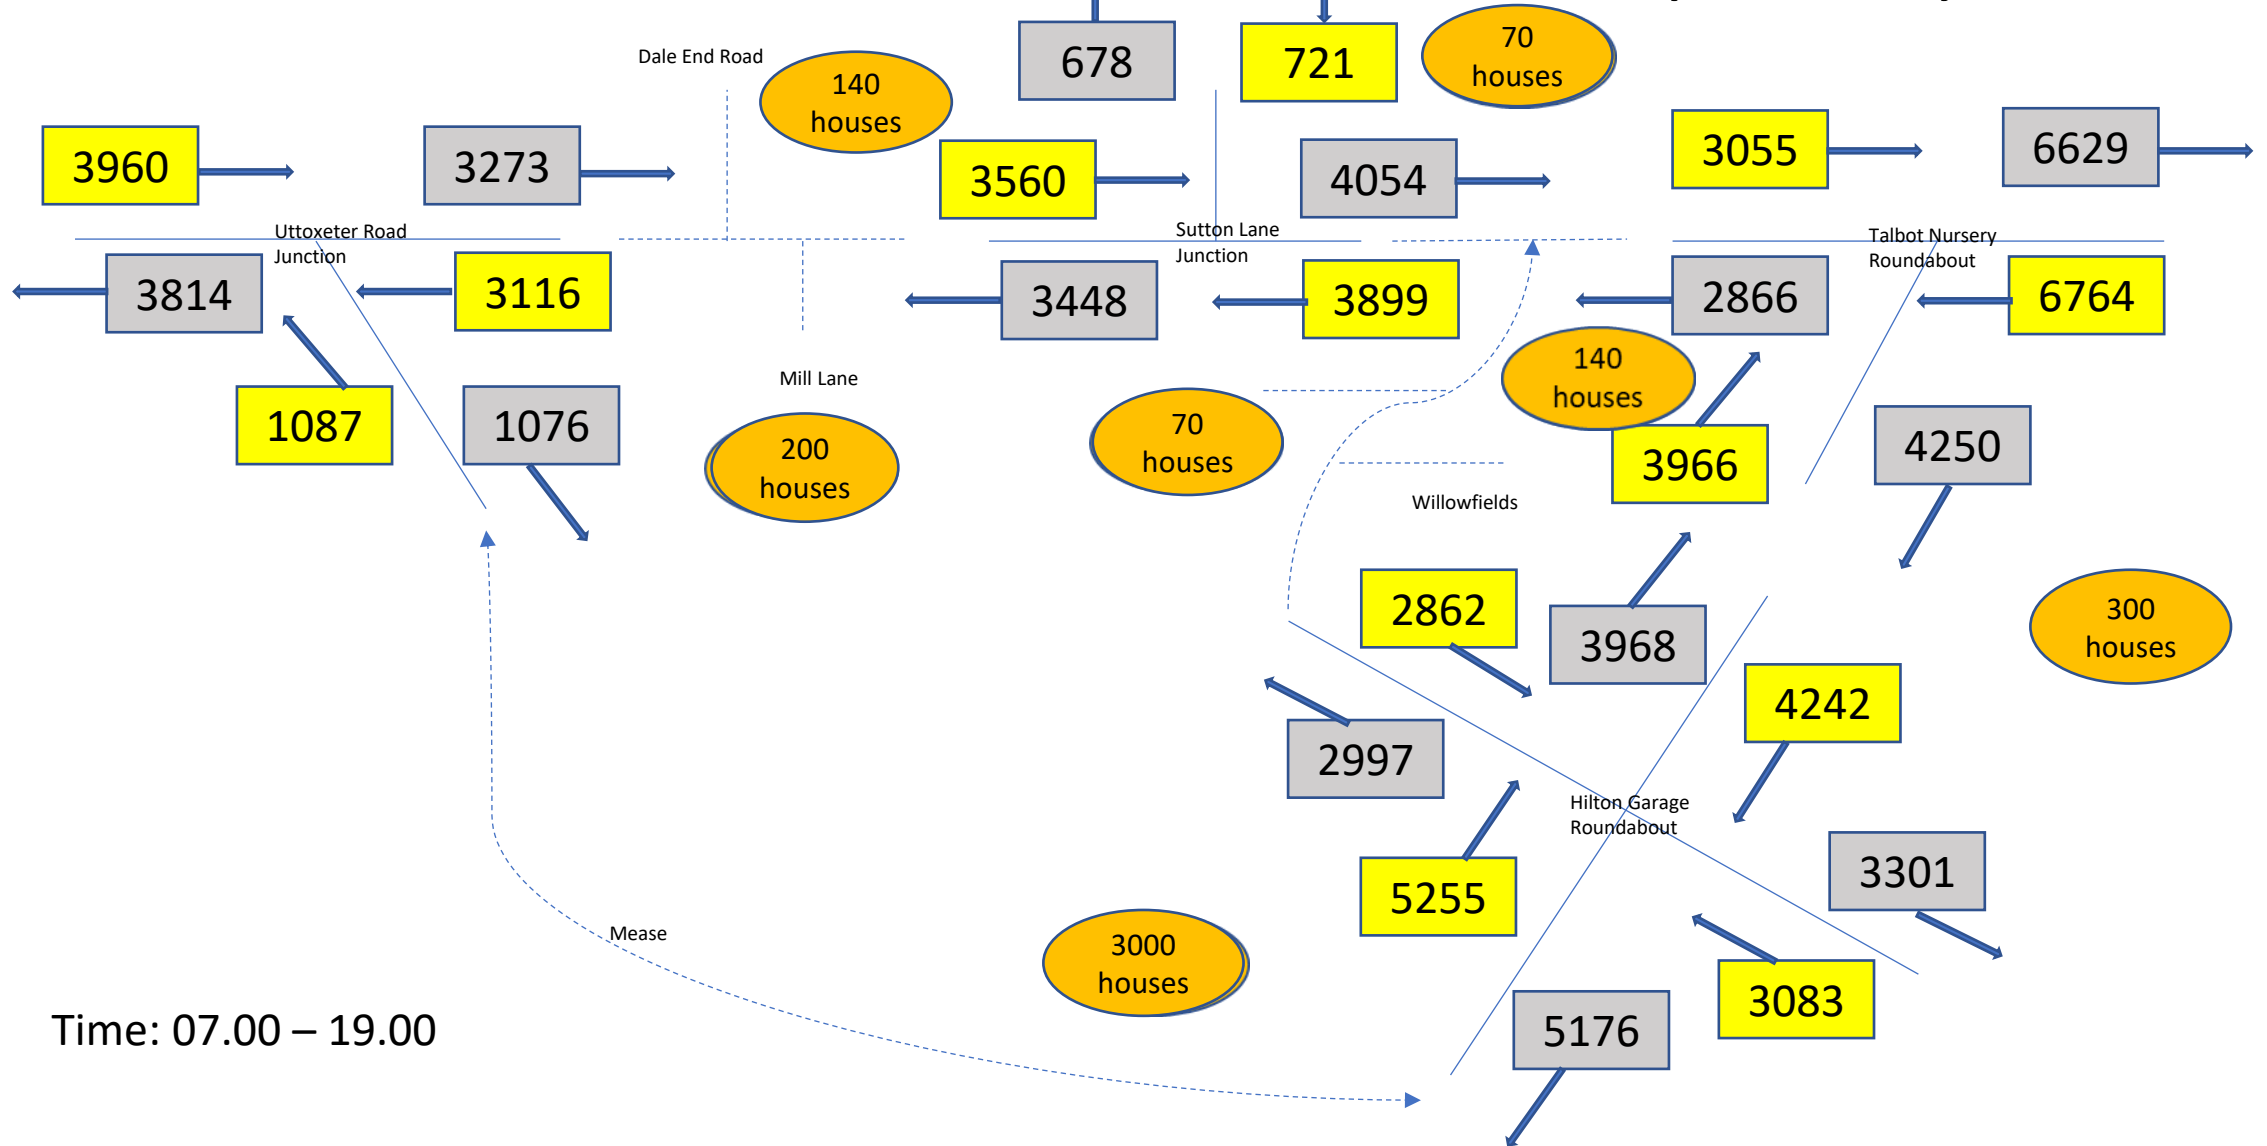 678
721
70
houses
Dale End Road
140
houses
3960
3273
3560
4054
3055
6629
Uttoxeter Road
Junction
Sutton Lane
Junction
Talbot Nursery
Roundabout
3814
3116
3448
3899
2866
6764
140
houses
Mill Lane
1087
1076
200
houses
70
houses
3966
4250
Willowfields
2862
3968
300
houses
4242
2997
Hilton Garage
Roundabout
5255
3301
Mease
3000
houses
3083
5176
Time: 07.00 – 19.00